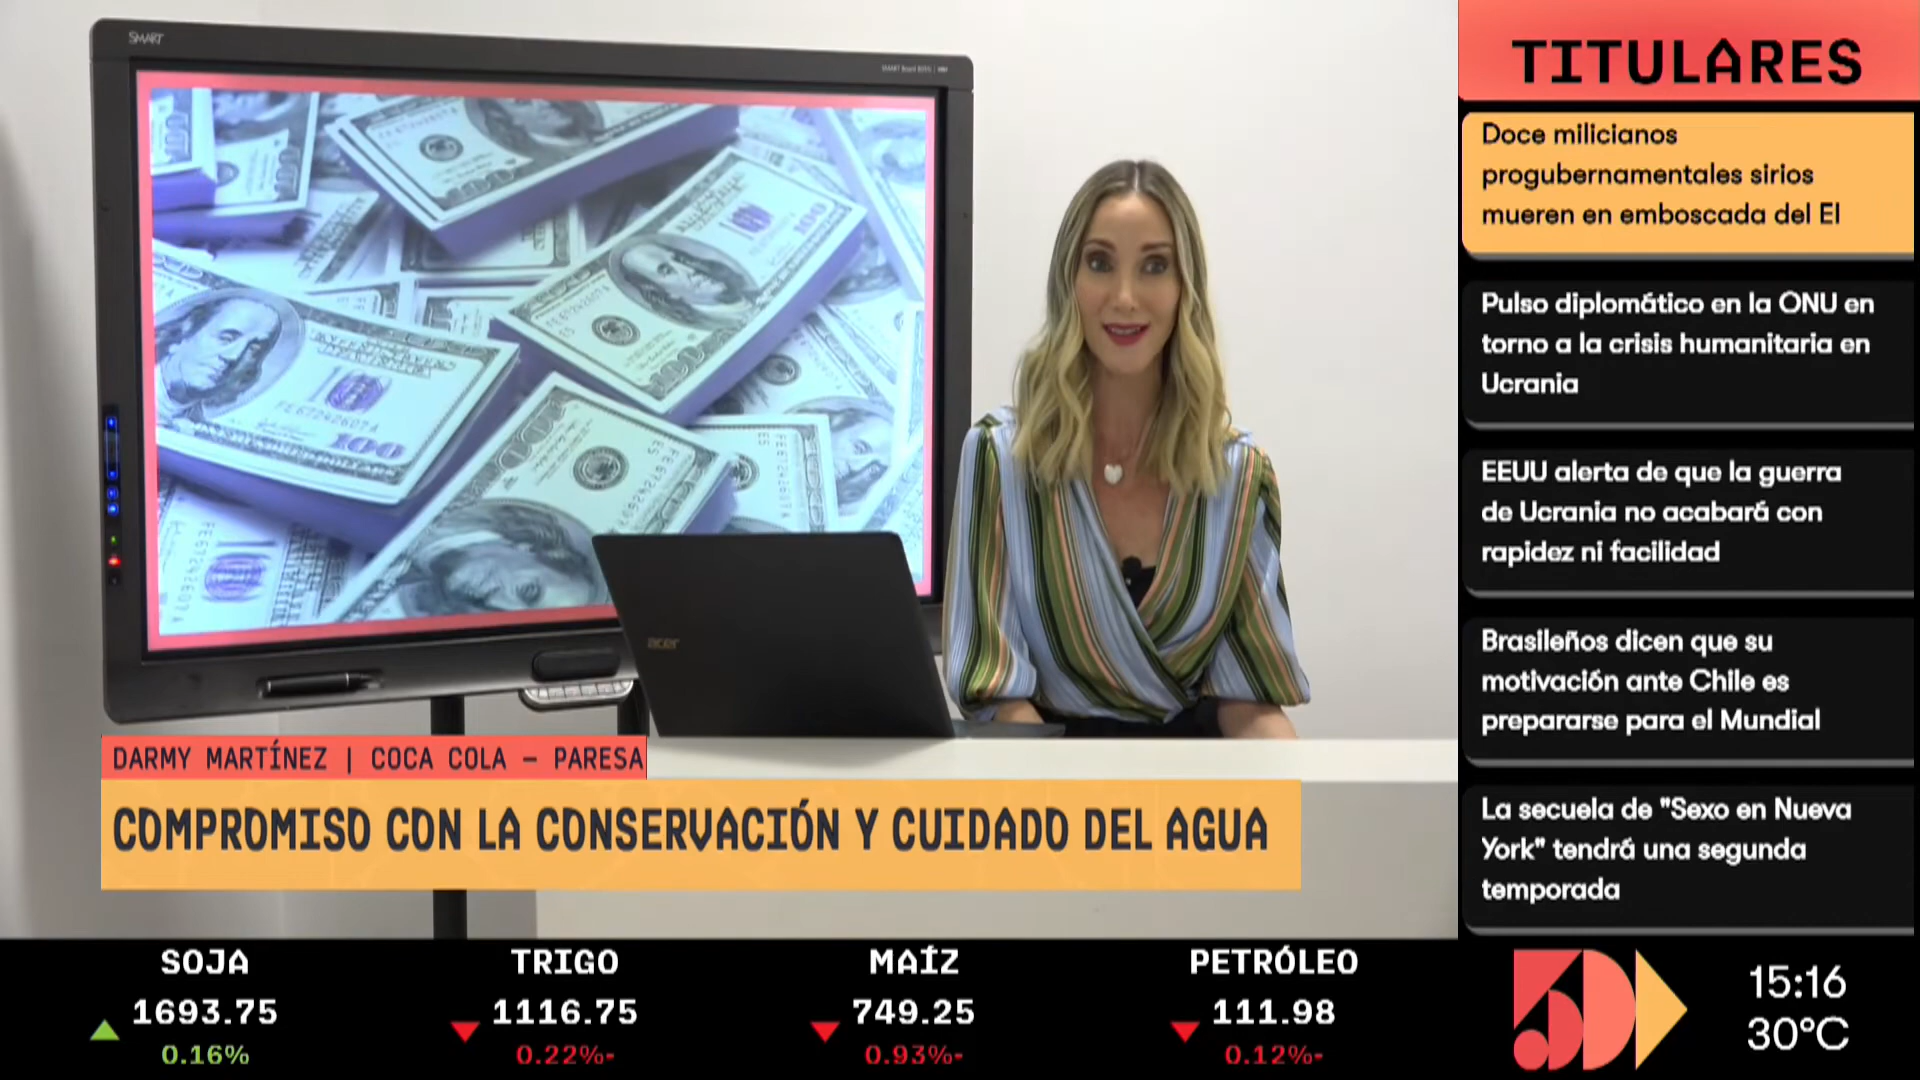 SMART
acer
DARMY MARTÍNEZ | COCA COLA – PARESA
COMPROMISO CON LA CONSERVACIÓN Y CUIDADO DEL AGUA
TITULARES
Doce milicianos
progubernamentales sirios
mueren en emboscada del EI
Pulso diplomático en la ONU en
torno a la crisis humanitaria en
Ucrania
EEUU alerta de que la guerra
de Ucrania no acabará con
rapidez ni facilidad
Brasileños dicen que su
motivación ante Chile es
prepararse para el Mundial
La secuela de "Sexo en Nueva
York" tendrá una segunda
temporada
SOJA
1693.75
0.16%
TRIGO
1116.75
0.22%-
MAÍZ
749.25
0.93%-
PETRÓLEO
111.98
0.12%-
5D
15:16
30°C